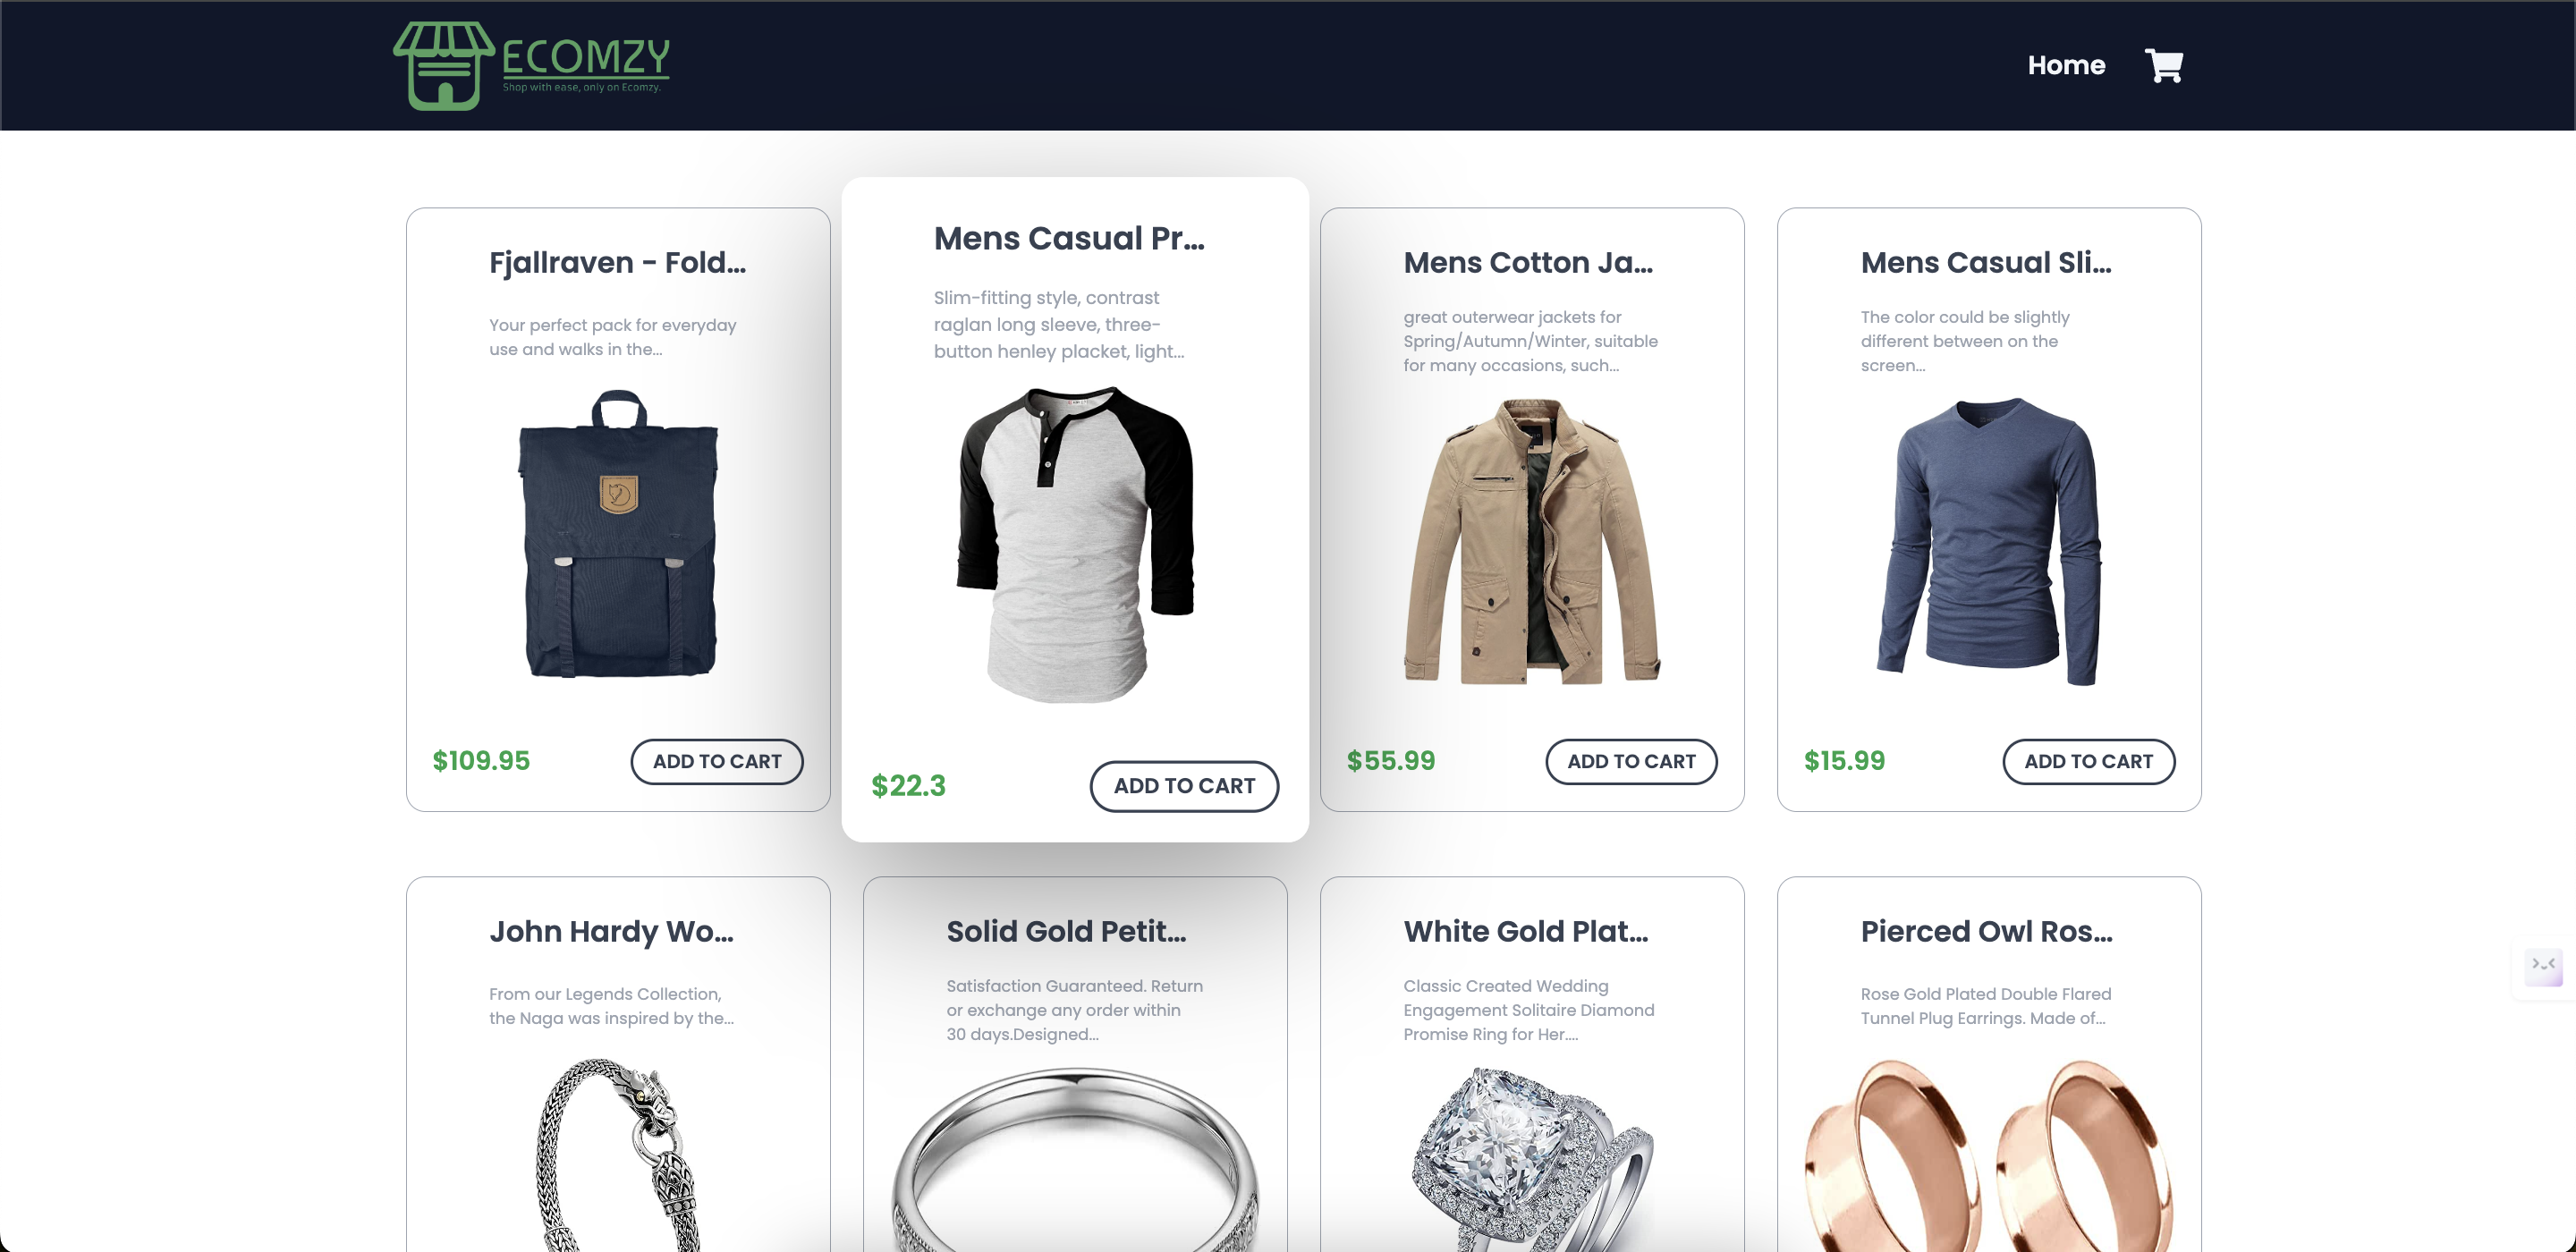 ECOMZY
Shop with ease, only on Ecomzy.
Home
Fjallraven - Fold...
Your perfect pack for everyday
use and walks in the...
$109.95
ADD TO CART
Mens Casual Pr...
Slim-fitting style, contrast
raglan long sleeve, three-
button henley placket, light...
$22.3
ADD TO CART
Mens Cotton Ja...
great outerwear jackets for
Spring/Autumn/Winter, suitable
for many occasions, such...
$55.99
ADD TO CART
Mens Casual Sli...
The color could be slightly
different between on the
screen...
$15.99
ADD TO CART
John Hardy Wo...
From our Legends Collection,
the Naga was inspired by the...
Solid Gold Petit...
Satisfaction Guaranteed. Return
or exchange any order within
30 days.Designed...
White Gold Plat...
Classic Created Wedding
Engagement Solitaire Diamond
Promise Ring for Her....
Pierced Owl Ros...
Rose Gold Plated Double Flared
Tunnel Plug Earrings. Made of...